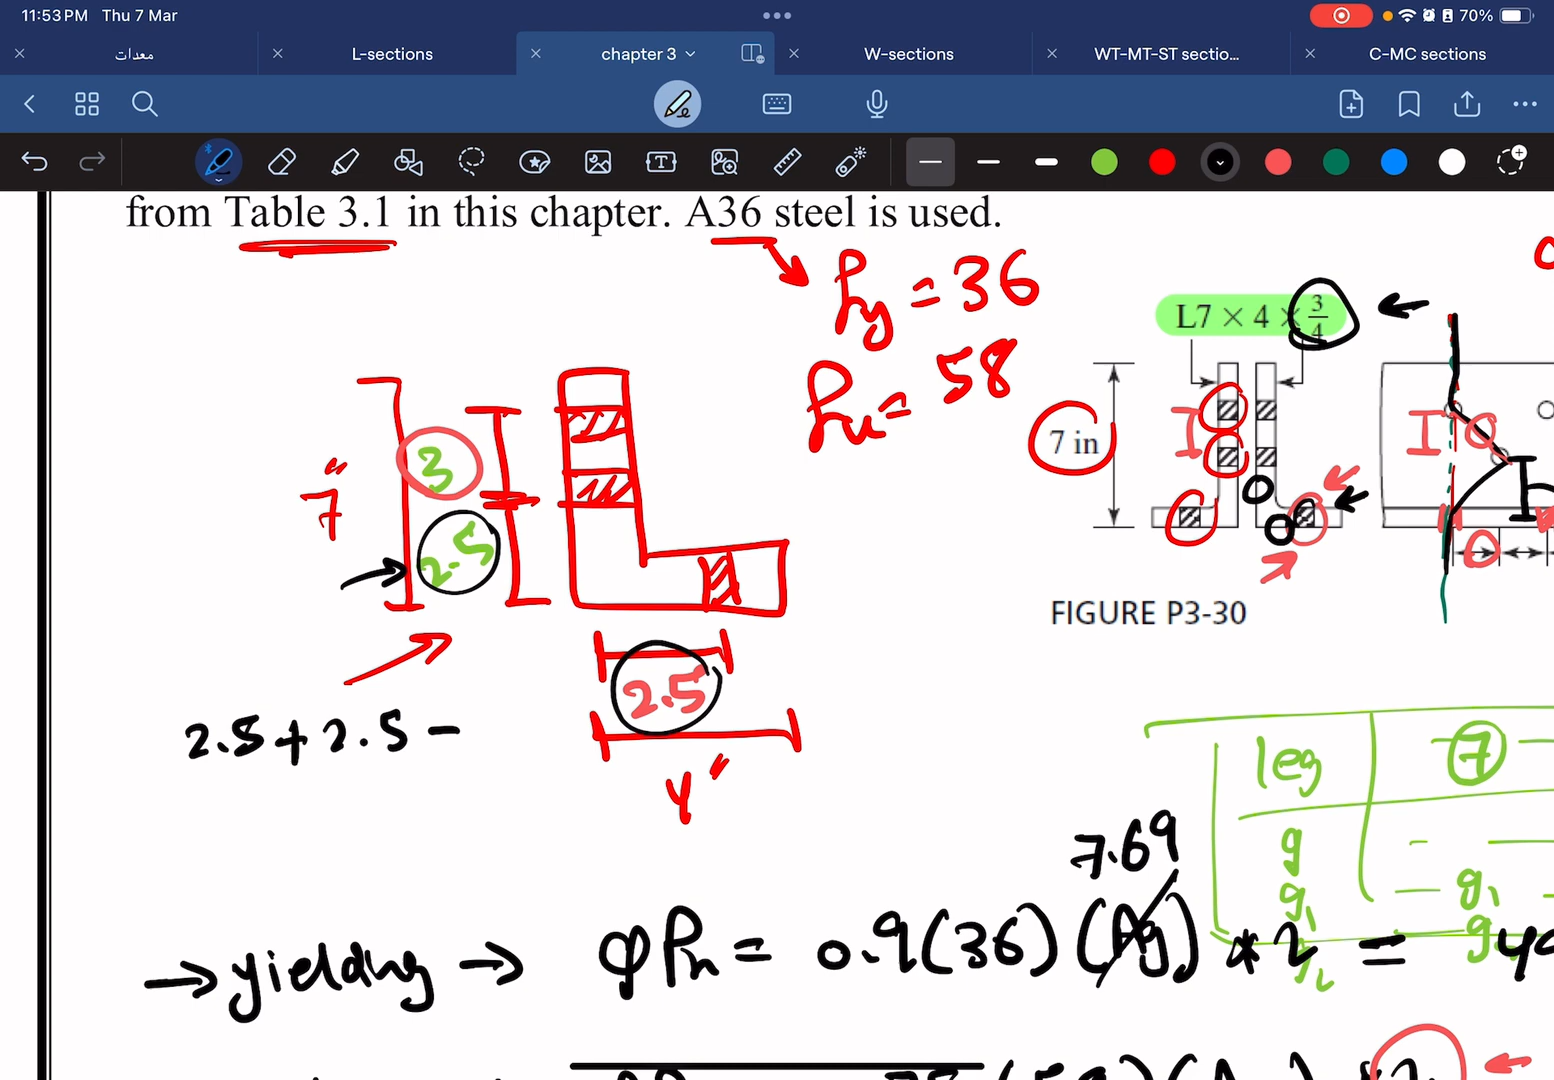 11:53 PM Thu 7 Mar
70%
معدات
L-sections
chapter 3
W-sections
WT-MT-ST sectio...
C-MC sections
from Table 3.1 in this chapter. A36 steel is used.
Fy = 36
Fu = 58
L7 × 4 × 3/4
7 in
7"
3
2.5
2.5
4"
FIGURE P3-30
2.5 + 2.5 -
leg 7
g -
g1 = g1
g2 g
7.69
→ yielding → φPn = 0.9 (36) (Ag) * 2 =